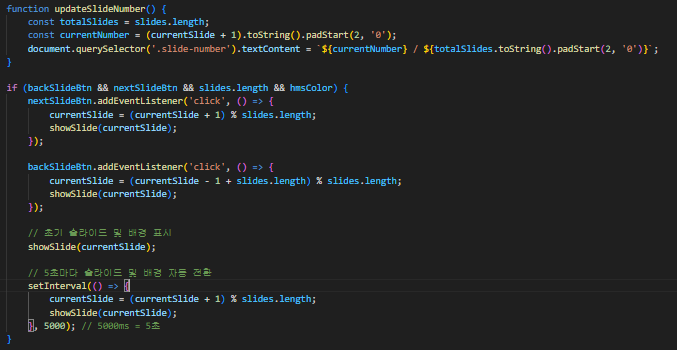 function updateSlideNumber() {
    const totalSlides = slides.length;
    const currentNumber = (currentSlide + 1).toString().padStart(2, '0');
    document.querySelector('.slide-number').textContent = `${currentNumber} / ${totalSlides.toString().padStart(2, '0')}`;
}

if (backSlideBtn && nextSlideBtn && slides.length && hmsColor) {
    nextSlideBtn.addEventListener('click', () => {
        currentSlide = (currentSlide + 1) % slides.length;
        showSlide(currentSlide);
    });

    backSlideBtn.addEventListener('click', () => {
        currentSlide = (currentSlide - 1 + slides.length) % slides.length;
        showSlide(currentSlide);
    });

    // 초기 슬라이드 및 배경 표시
    showSlide(currentSlide);

    // 5초마다 슬라이드 및 배경 자동 전환
    setInterval(() => {
        currentSlide = (currentSlide + 1) % slides.length;
        showSlide(currentSlide);
    }, 5000); // 5000ms = 5초
}